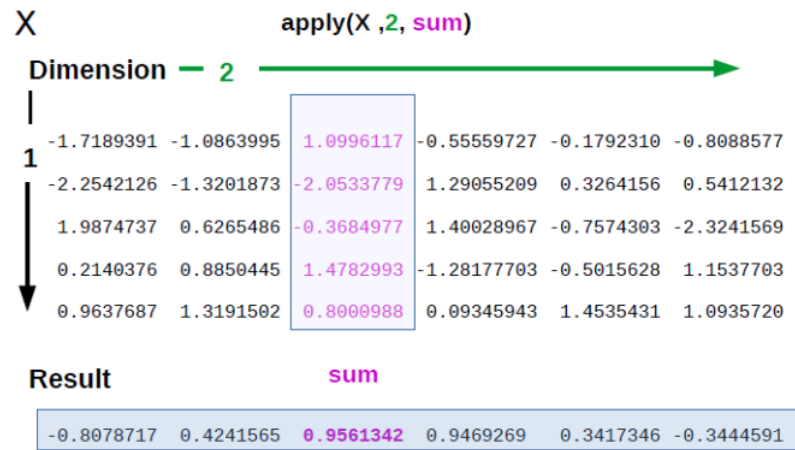 X
apply(X ,2, sum)
Dimension 2
1
-1.7189391 -1.0863995 1.0996117 -0.55559727 -0.1792310 -0.8088577
-2.2542126 -1.3201873 -2.0533779 1.29055209 0.3264156 0.5412132
1.9874737 0.6265486 -0.3684977 1.40028967 -0.7574303 -2.3241569
0.2140376 0.8850445 1.4782993 -1.28177703 -0.5015628 1.1537703
0.9637687 1.3191502 0.8000988 0.09345943 1.4535431 1.0935720
Result sum
-0.8078717 0.4241565 0.9561342 0.9469269 0.3417346 -0.3444591